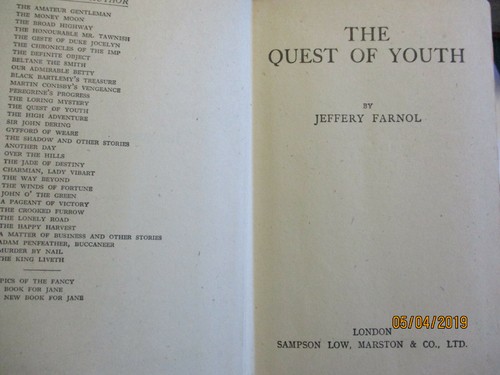 AUTHOR
THE AMATEUR GENTLEMAN
THE MONEY MOON
THE BROAD HIGHWAY
THE HONOURABLE MR. TAWNISH
THE GESTE OF DUKE JOCELYN
THE CHRONICLES OF THE IMP
THE DEFINITE OBJECT
BELTANE THE SMITH
OUR ADMIRABLE BETTY
BLACK BARTLEMY'S TREASURE
MARTIN CONISBY'S VENGEANCE
PEREGRINE'S PROGRESS
THE LORING MYSTERY
THE QUEST OF YOUTH
THE HIGH ADVENTURE
SIR JOHN DERING
GYFFORD OF WEARE
THE SHADOW AND OTHER STORIES
ANOTHER DAY
OVER THE HILLS
THE JADE OF DESTINY
CHARMIAN, LADY VIBART
THE WAY BEYOND
THE WINDS OF FORTUNE
JOHN O' THE GREEN
A PAGEANT OF VICTORY
THE CROOKED FURROW
THE LONELY ROAD
THE HAPPY HARVEST
A MATTER OF BUSINESS AND OTHER STORIES
ADAM PENFEATHER, BUCCANEER
MURDER BY NAIL
THE KING LIVETH
PICS OF THE FANCY
BOOK FOR JANE
NEW BOOK FOR JANE
THE
QUEST OF YOUTH
BY
JEFFERY FARNOL
LONDON
SAMPSON LOW, MARSTON & CO., LTD.
05/04/2019